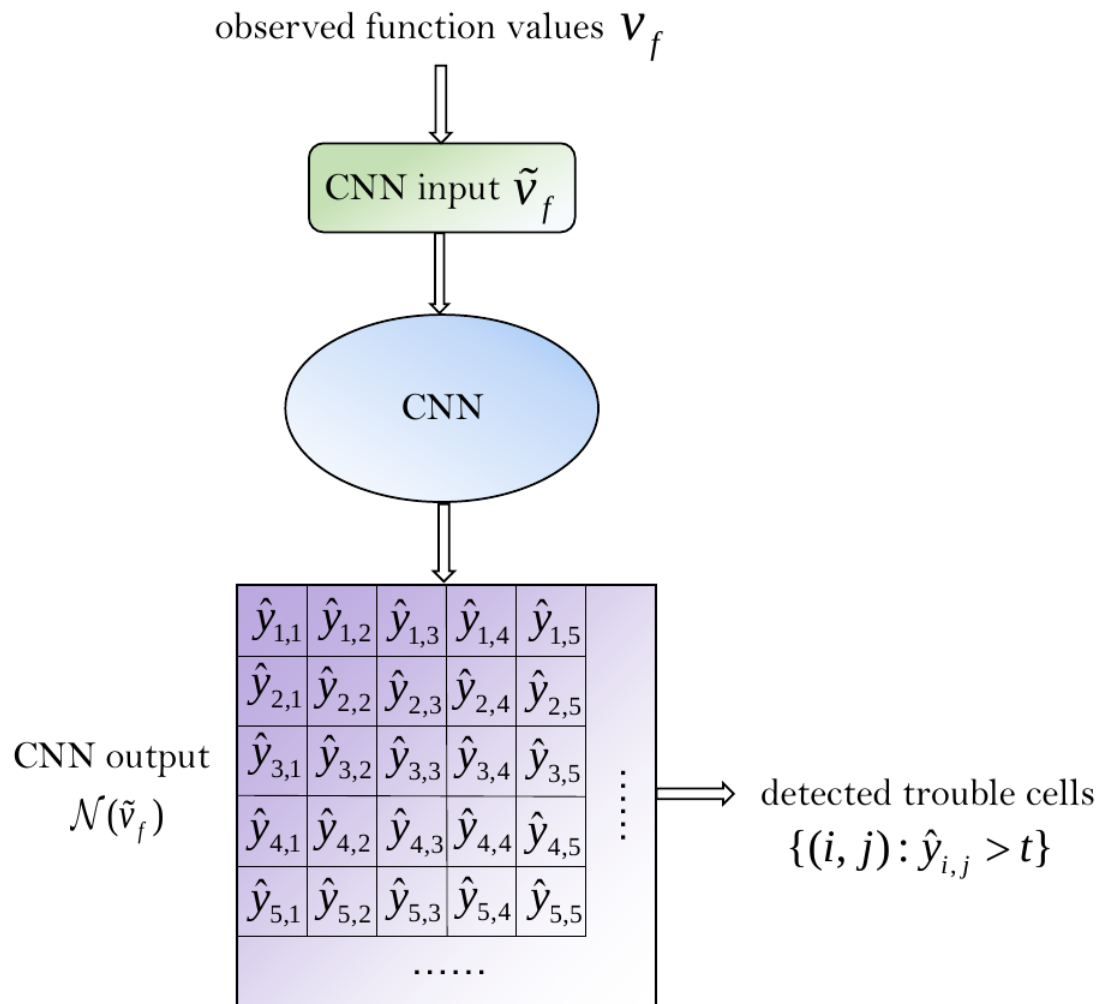 observed function values v_f
CNN input ṽ_f
CNN
ŷ_{1,1} ŷ_{1,2} ŷ_{1,3} ŷ_{1,4} ŷ_{1,5}
ŷ_{2,1} ŷ_{2,2} ŷ_{2,3} ŷ_{2,4} ŷ_{2,5}
ŷ_{3,1} ŷ_{3,2} ŷ_{3,3} ŷ_{3,4} ŷ_{3,5}
ŷ_{4,1} ŷ_{4,2} ŷ_{4,3} ŷ_{4,4} ŷ_{4,5}
ŷ_{5,1} ŷ_{5,2} ŷ_{5,3} ŷ_{5,4} ŷ_{5,5}
......
......
CNN output
𝒩(ṽ_f)
detected trouble cells
{(i, j): ŷ_{i,j} > t}